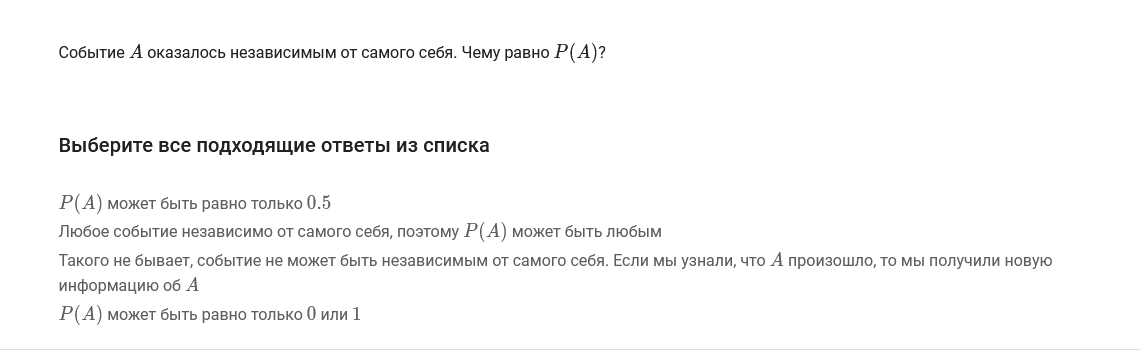 Событие A оказалось независимым от самого себя. Чему равно P(A)?
Выберите все подходящие ответы из списка
P(A) может быть равно только 0.5
Любое событие независимо от самого себя, поэтому P(A) может быть любым
Такого не бывает, событие не может быть независимым от самого себя. Если мы узнали, что A произошло, то мы получили новую
информацию об A
P(A) может быть равно только 0 или 1